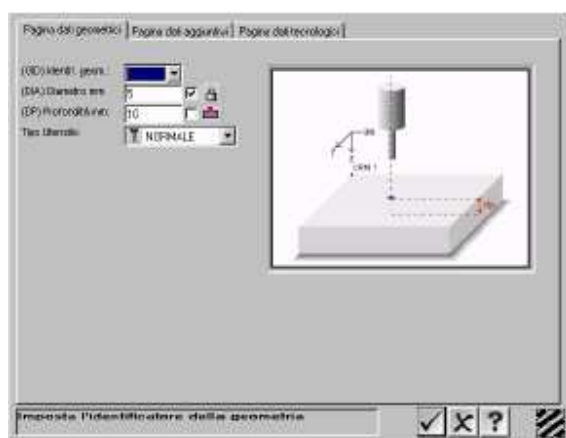 Pagina dati geometrici
Pagina dati aggiuntivi
Pagina dati tecnologici
(GID) Identif. geom.:
(DIA) Diametro mm: 5
(DP) Profondità mm: 10
Tipo Utensile: NORMALE
Imposta l'identificatore della geometria
?